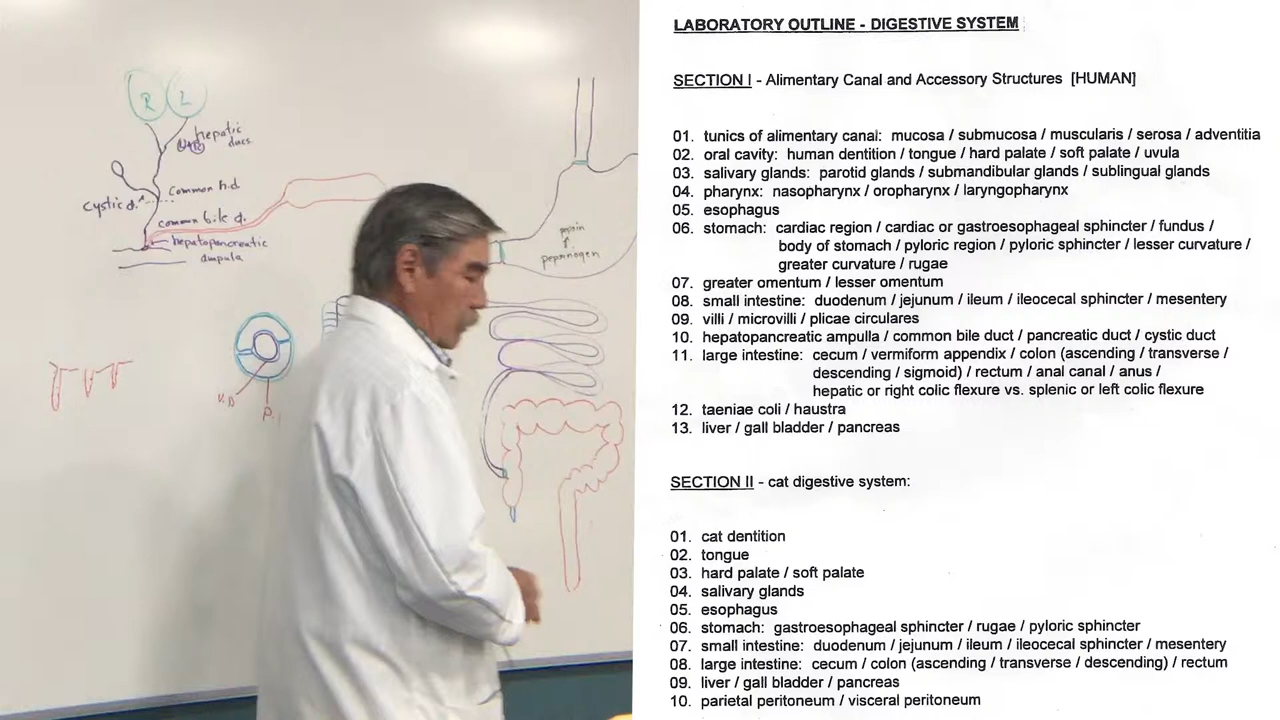 R L
hepatic
ducs
common h.d
cystic d.
common bile d.
hepatopancreatic
ampula
pepsin
pepsinogen
V.P
P.
LABORATORY OUTLINE - DIGESTIVE SYSTEM
SECTION I - Alimentary Canal and Accessory Structures [HUMAN]
01. tunics of alimentary canal: mucosa / submucosa / muscularis / serosa / adventitia
02. oral cavity: human dentition / tongue / hard palate / soft palate / uvula
03. salivary glands: parotid glands / submandibular glands / sublingual glands
04. pharynx: nasopharynx / oropharynx / laryngopharynx
05. esophagus
06. stomach: cardiac region / cardiac or gastroesophageal sphincter / fundus /
body of stomach / pyloric region / pyloric sphincter / lesser curvature /
greater curvature / rugae
07. greater omentum / lesser omentum
08. small intestine: duodenum / jejunum / ileum / ileocecal sphincter / mesentery
09. villi / microvilli / plicae circulares
10. hepatopancreatic ampulla / common bile duct / pancreatic duct / cystic duct
11. large intestine: cecum / vermiform appendix / colon (ascending / transverse /
descending / sigmoid) / rectum / anal canal / anus /
hepatic or right colic flexure vs. splenic or left colic flexure
12. taeniae coli / haustra
13. liver / gall bladder / pancreas
SECTION II - cat digestive system:
01. cat dentition
02. tongue
03. hard palate / soft palate
04. salivary glands
05. esophagus
06. stomach: gastroesophageal sphincter / rugae / pyloric sphincter
07. small intestine: duodenum / jejunum / ileum / ileocecal sphincter / mesentery
08. large intestine: cecum / colon (ascending / transverse / descending) / rectum
09. liver / gall bladder / pancreas
10. parietal peritoneum / visceral peritoneum